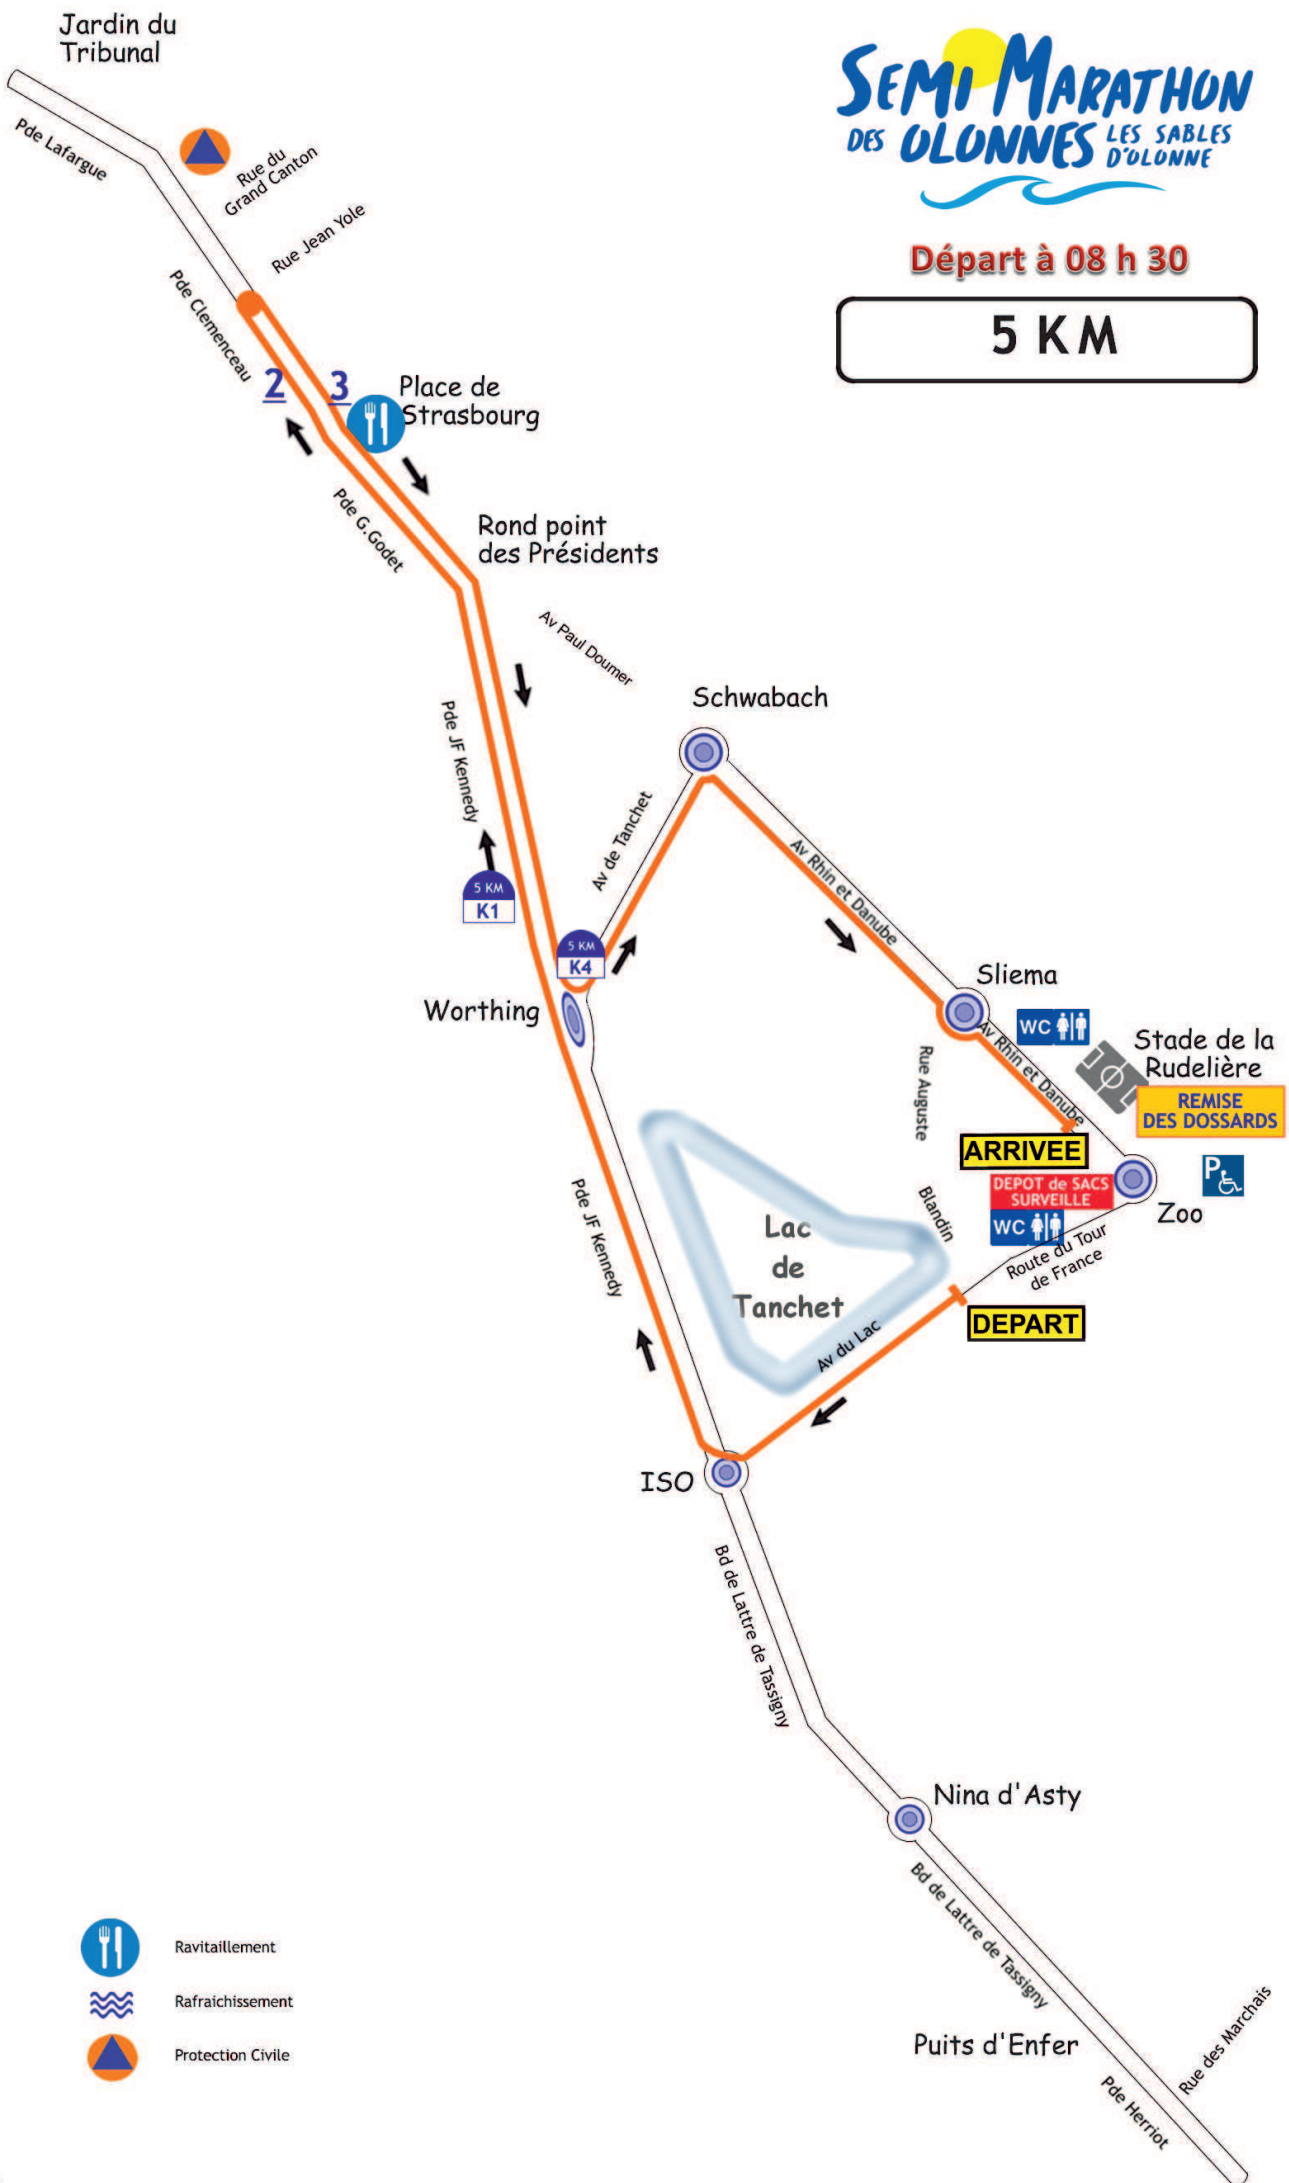 Jardin du
Tribunal
SEMI MARATHON
DES OLONNES LES SABLES
D'OLONNE
Pde Lafargue
Rue du
Grand Canton
Rue Jean Yole
Départ à 08 h 30
5 KM
Pde Clemenceau
2
3
Place de
Strasbourg
Pde G.Godet
Rond point
des Présidents
Av Paul Doumer
Schwabach
Pde JF Kennedy
Av de Tanchet
Av Rhin et Danube
5 KM
K1
5 KM
K4
Worthing
Sliema
WC
Av Rhin et Danube
Stade de la
Rudelière
REMISE
DES DOSSARDS
Rue Auguste
ARRIVEE
P
DEPOT de SACS
SURVEILLE
WC
Zoo
Blandin
Pde JF Kennedy
Lac
de
Tanchet
Route du Tour
de France
DEPART
Av du Lac
ISO
Bd de Lattre de Tassigny
Nina d'Asty
Bd de Lattre de Tassigny
Puits d'Enfer
Rue des Marchais
Pde Herriot
Ravitaillement
Rafraichissement
Protection Civile